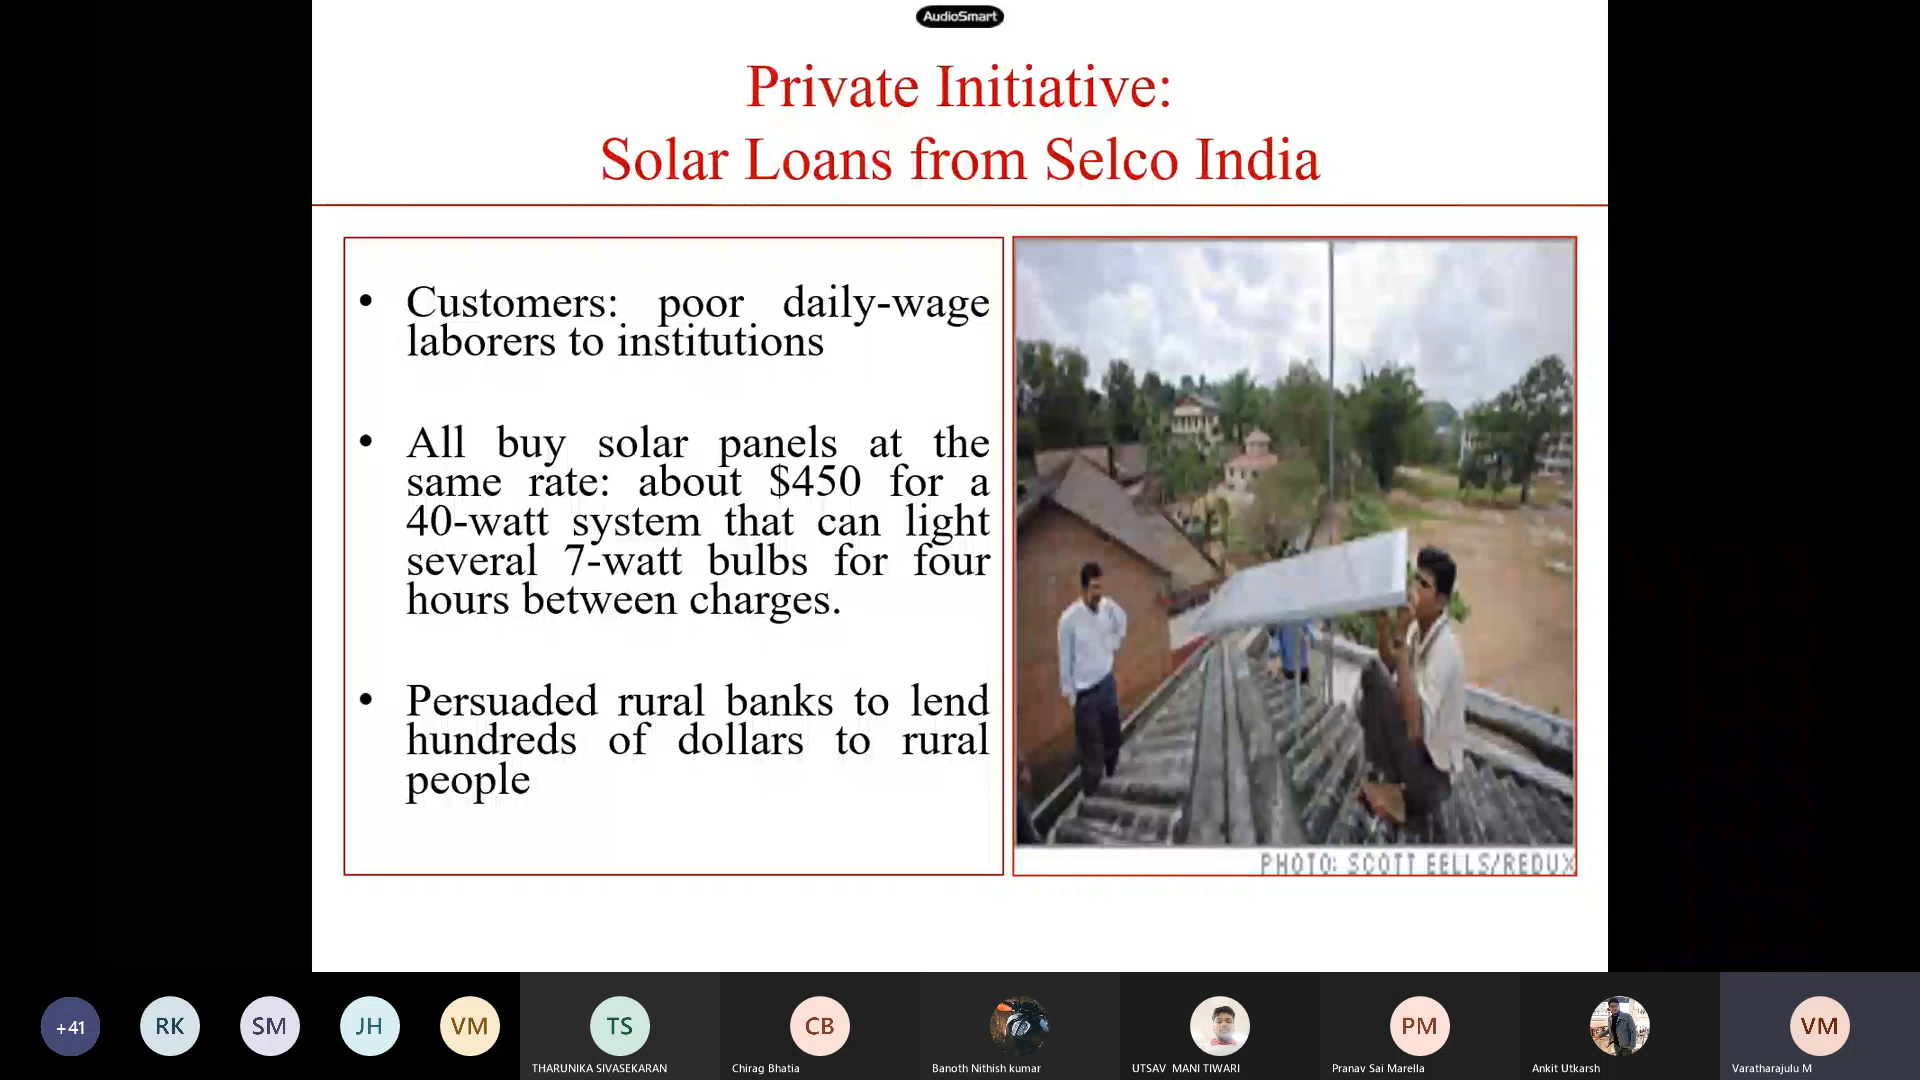 AudioSmart
Private Initiative:
Solar Loans from Selco India
• Customers: poor daily-wage
laborers to institutions
• All buy solar panels at the
same rate: about $450 for a
40-watt system that can light
several 7-watt bulbs for four
hours between charges.
• Persuaded rural banks to lend
hundreds of dollars to rural
people
PHOTO: SCOTT EELLS/REDUX
+41
RK
SM
JH
VM
TS
CB
PM
VM
THARUNIKA SIVASEKARAN
Chirag Bhatia
Banoth Nithish kumar
UTSAV MANI TIWARI
Pranav Sai Marella
Ankit Utkarsh
Varatharajulu M